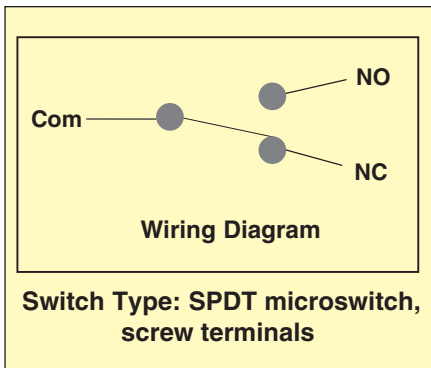 NO
Com
NC
Wiring Diagram
Switch Type: SPDT microswitch,
screw terminals